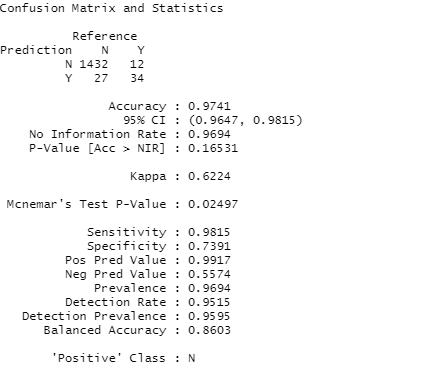 Confusion Matrix and Statistics
Reference
Prediction N Y
N 1432 12
Y 27 34
Accuracy : 0.9741
95% CI : (0.9647, 0.9815)
No Information Rate : 0.9694
P-Value [Acc > NIR] : 0.16531
Kappa : 0.6224
Mcnemar's Test P-Value : 0.02497
Sensitivity : 0.9815
Specificity : 0.7391
Pos Pred Value : 0.9917
Neg Pred Value : 0.5574
Prevalence : 0.9694
Detection Rate : 0.9515
Detection Prevalence : 0.9595
Balanced Accuracy : 0.8603
'Positive' Class : N